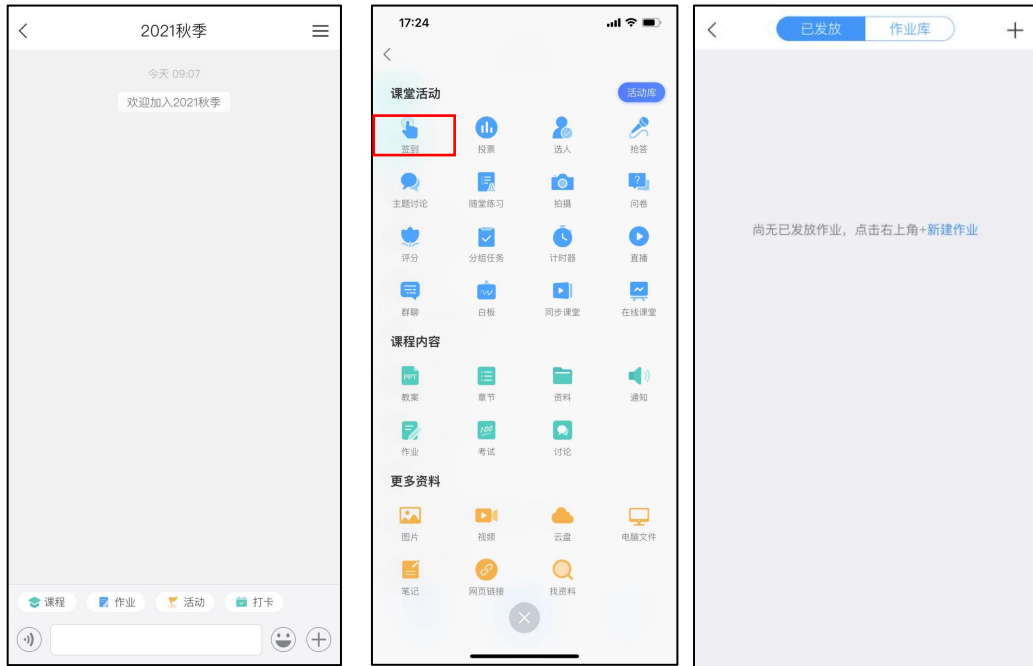 2021秋季
今天 09:07
欢迎加入2021秋季
课程 作业 活动 打卡
17:24
课堂活动 活动库
签到 投票 选人 抢答
主题讨论 随堂练习 拍摄 问卷
评分 分组任务 计时器 直播
群聊 白板 同步课堂 在线课堂
课程内容
PPT
教案 章节 资料 通知
100
作业 考试 讨论
更多资料
图片 视频 云盘 电脑文件
笔记 网页链接 找资料
已发放 作业库
尚无已发放作业，点击右上角+新建作业